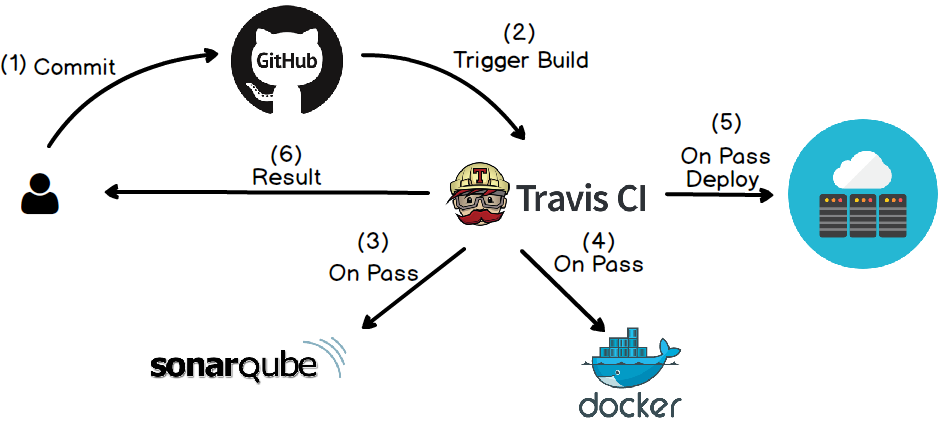 (1) Commit
GitHub
(2)
Trigger Build
(5)
On Pass
Deploy
(6)
Result
T
Travis CI
(3)
On Pass
(4)
On Pass
sonarqube
docker